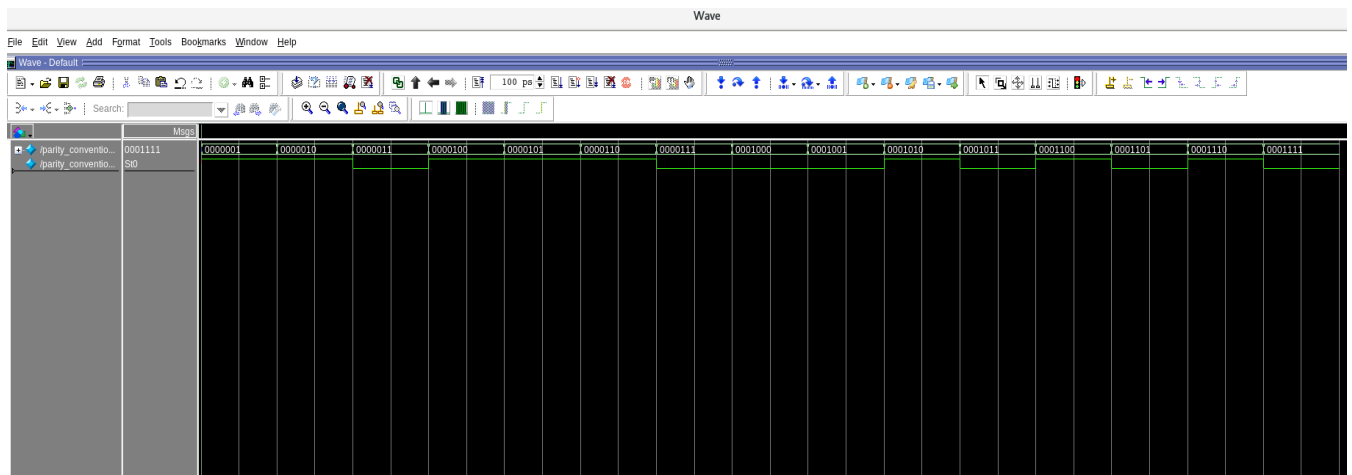 Wave
File Edit View Add Format Tools Bookmarks Window Help
Wave - Default
100 ps
Search:
Msgs
/parity_conventio... 0001111 0000001 0000010 0000011 0000100 0000101 0000110 0000111 0001000 0001001 0001010 0001011 0001100 0001101 0001110 0001111
/parity_conventio... St0